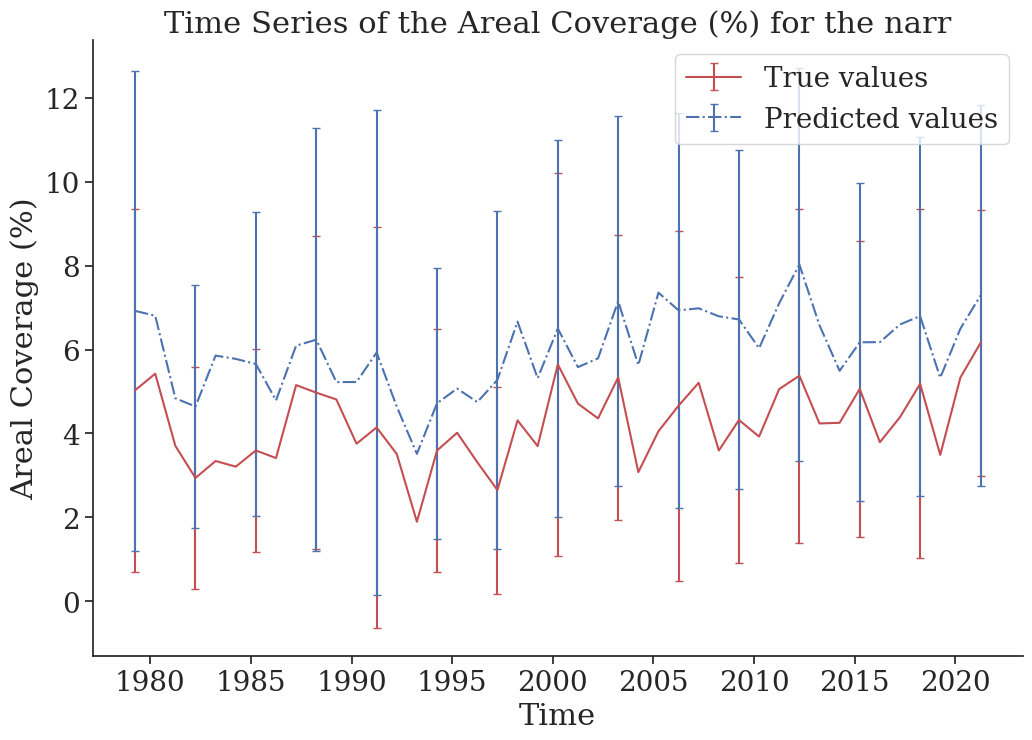 Time Series of the Areal Coverage (%) for the narr
True values
Predicted values
Areal Coverage (%)
12
10
8
6
4
2
0
1980 1985 1990 1995 2000 2005 2010 2015 2020
Time